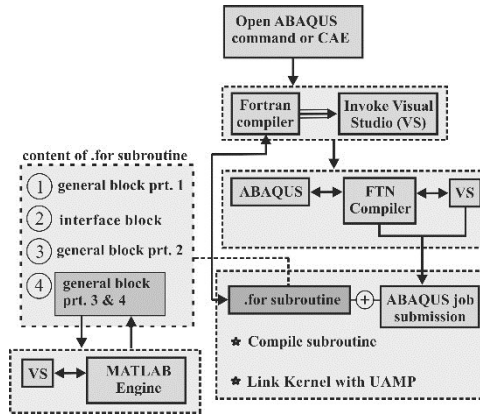 Open ABAQUS
command or CAE
Fortran
compiler
Invoke Visual
Studio (VS)
content of .for subroutine
1 general block prt. 1
2 interface block
3 general block prt. 2
4 general block
prt. 3 & 4
ABAQUS
FTN
Compiler
VS
.for subroutine
+
ABAQUS job
submission
★ Compile subroutine
★ Link Kernel with UAMP
VS
MATLAB
Engine